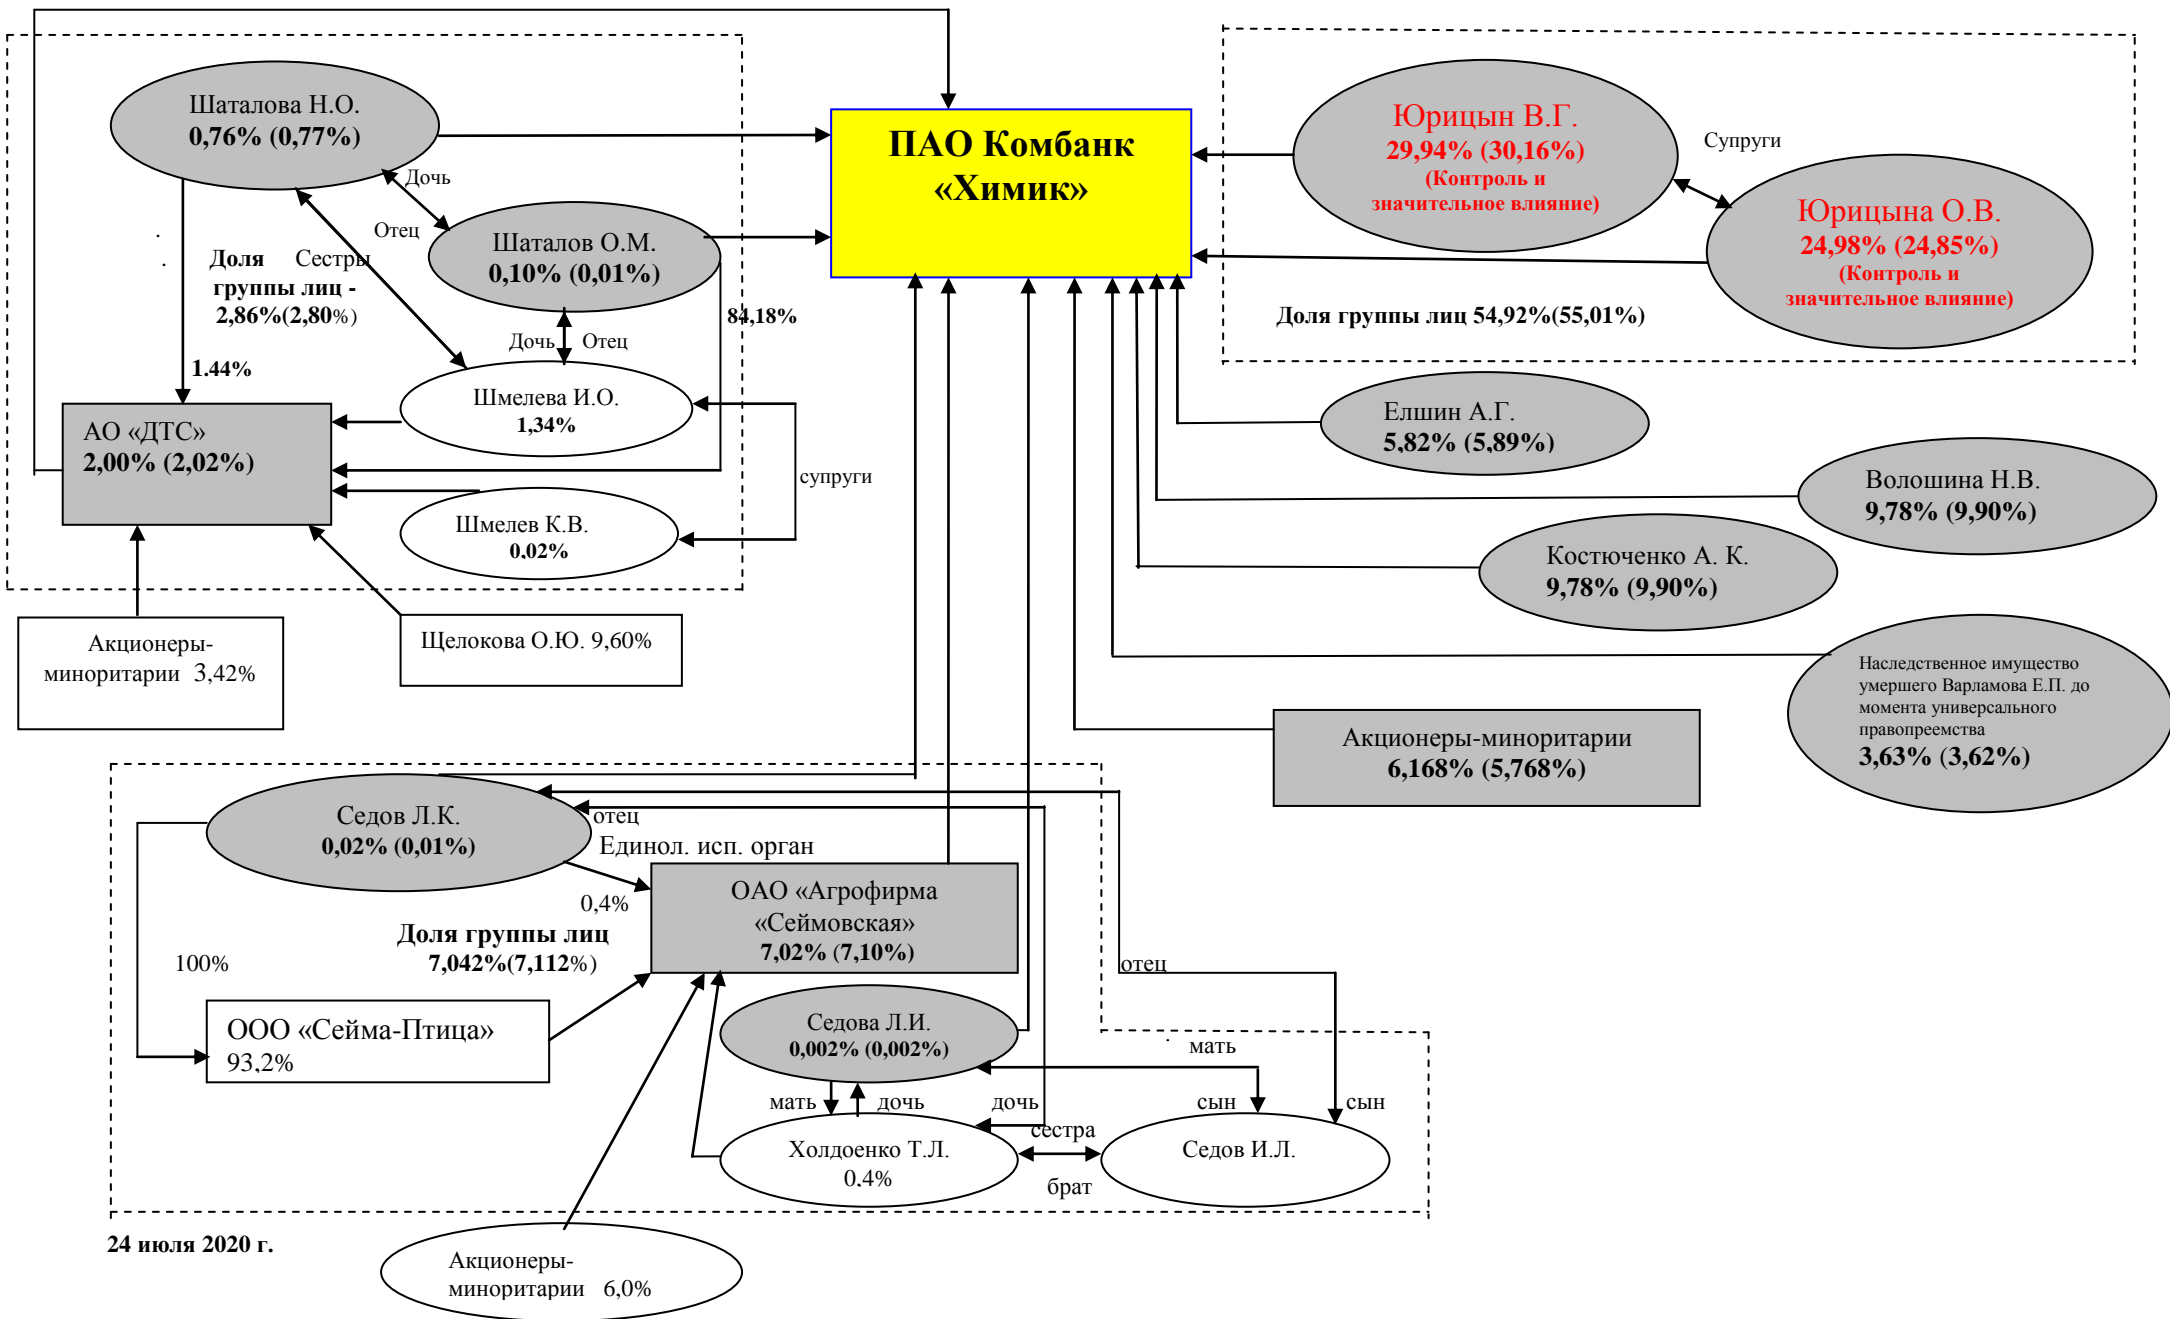 Шаталова Н.О.
0,76% (0,77%)
Дочь
Отец
Шаталов О.М.
0,10% (0,01%)
Доля Сестры
группы лиц -
2,86%(2,80%)
84,18%
Дочь Отец
1.44%
Шмелева И.О.
1,34%
АО «ДТС»
2,00% (2,02%)
супруги
Шмелев К.В.
0,02%
Акционеры-
миноритарии 3,42%
Щелокова О.Ю. 9,60%
ПАО Комбанк
«Химик»
Юрицын В.Г.
29,94% (30,16%)
(Контроль и
значительное влияние)
Супруги
Юрицына О.В.
24,98% (24,85%)
(Контроль и
значительное влияние)
Доля группы лиц 54,92%(55,01%)
Елшин А.Г.
5,82% (5,89%)
Волошина Н.В.
9,78% (9,90%)
Костюченко А. К.
9,78% (9,90%)
Наследственное имущество
умершего Варламова Е.П. до
момента универсального
правопреемства
3,63% (3,62%)
Акционеры-миноритарии
6,168% (5,768%)
Седов Л.К.
0,02% (0,01%)
отец
Единол. исп. орган
0,4%
ОАО «Агрофирма
«Сеймовская»
7,02% (7,10%)
Доля группы лиц
7,042%(7,112%)
100%
отец
ООО «Сейма-Птица»
93,2%
Седова Л.И.
0,002% (0,002%)
мать
мать
дочь
дочь
сын
сын
сестра
Холдоенко Т.Л.
0,4%
Седов И.Л.
брат
24 июля 2020 г.
Акционеры-
миноритарии 6,0%